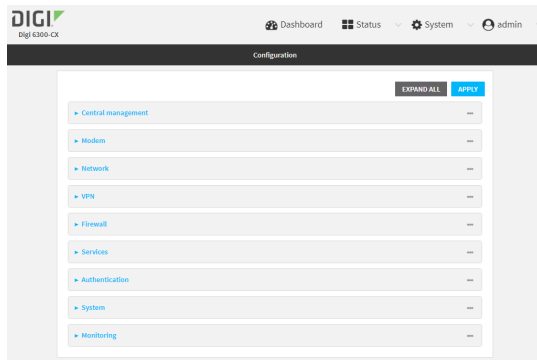 DIGI
Digi 6300-CX
Dashboard Status System admin
Configuration
EXPAND ALL APPLY
Central management
Modem
Network
VPN
Firewall
Services
Authentication
System
Monitoring